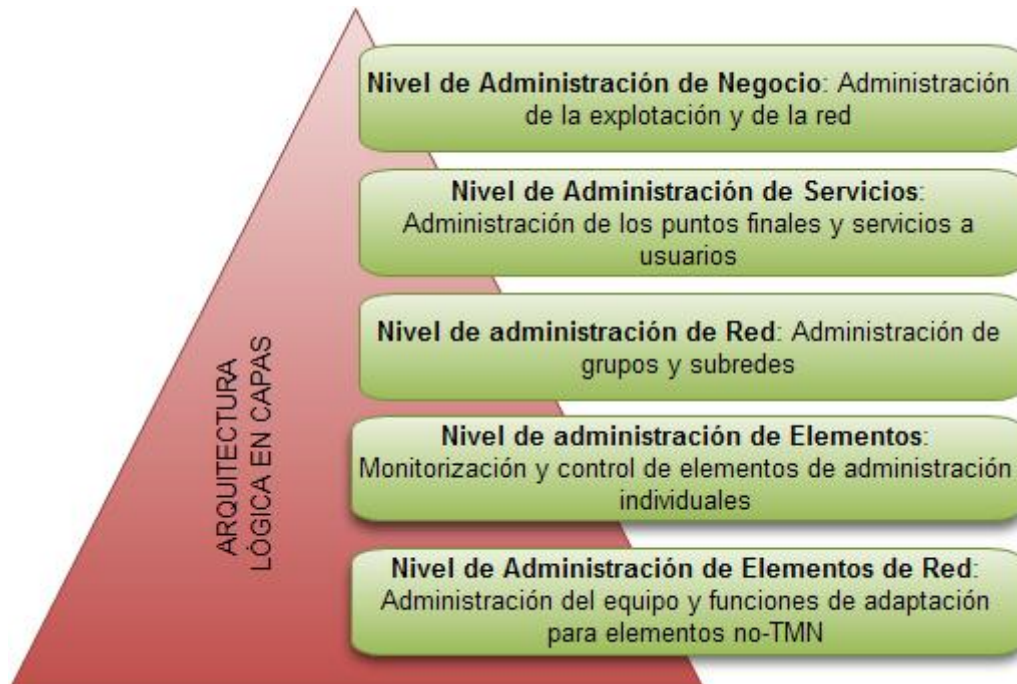 Nivel de Administración de Negocio: Administración
de la explotación y de la red
Nivel de Administración de Servicios:
Administración de los puntos finales y servicios a
usuarios
Nivel de administración de Red: Administración de
grupos y subredes
Nivel de administración de Elementos:
Monitorización y control de elementos de administración
individuales
Nivel de Administración de Elementos de Red:
Administración del equipo y funciones de adaptación
para elementos no-TMN
ARQUITECTURA
LÓGICA EN CAPAS